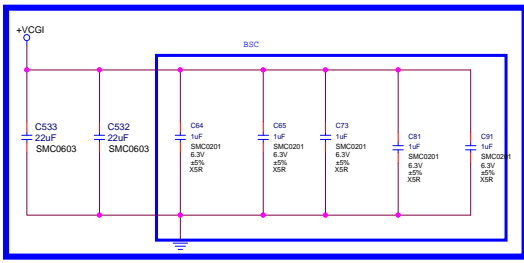 +VCGI
BSC
C533
22uF
SMC0603
C532
22uF
SMC0603
C64
1uF
SMC0201
6.3V
±5%
X5R
C65
1uF
SMC0201
6.3V
±5%
X5R
C73
1uF
SMC0201
6.3V
±5%
X5R
C81
1uF
SMC0201
6.3V
±5%
X5R
C91
1uF
SMC0201
6.3V
±5%
X5R